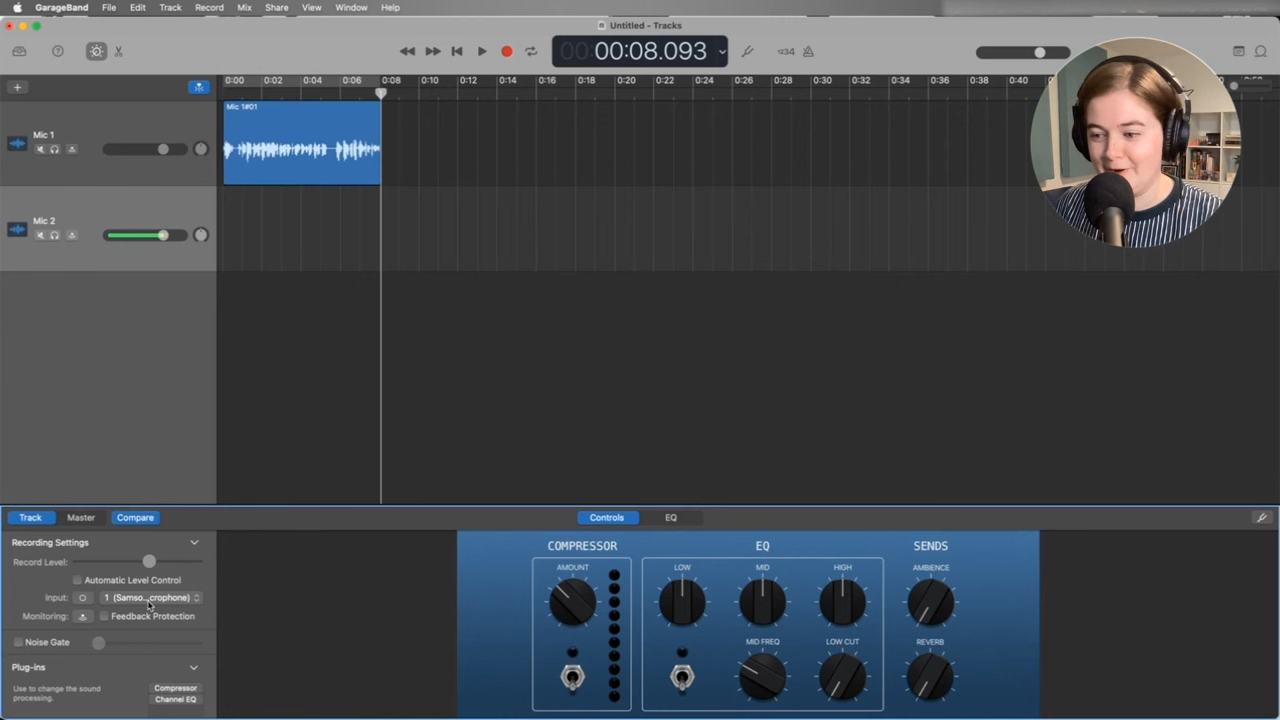 GarageBand File Edit Track Record Mix Share View Window Help
Untitled - Tracks
00:00:08.093
1234
0:00 0:02 0:04 0:06 0:08 0:10 0:12 0:14 0:16 0:18 0:20 0:22 0:24 0:26 0:28 0:30 0:32 0:34 0:36 0:38 0:40
Mic 1
Mic 1#01
Mic 2
Track Master Compare
Controls EQ
Recording Settings
Record Level:
Automatic Level Control
Input: 1 (Samso...crophone)
Monitoring: Feedback Protection
Noise Gate
Plug-ins
Use to change the sound
processing.
Compressor
Channel EQ
COMPRESSOR
AMOUNT
EQ
LOW MID HIGH
MID FREQ LOW CUT
SENDS
AMBIENCE
REVERB